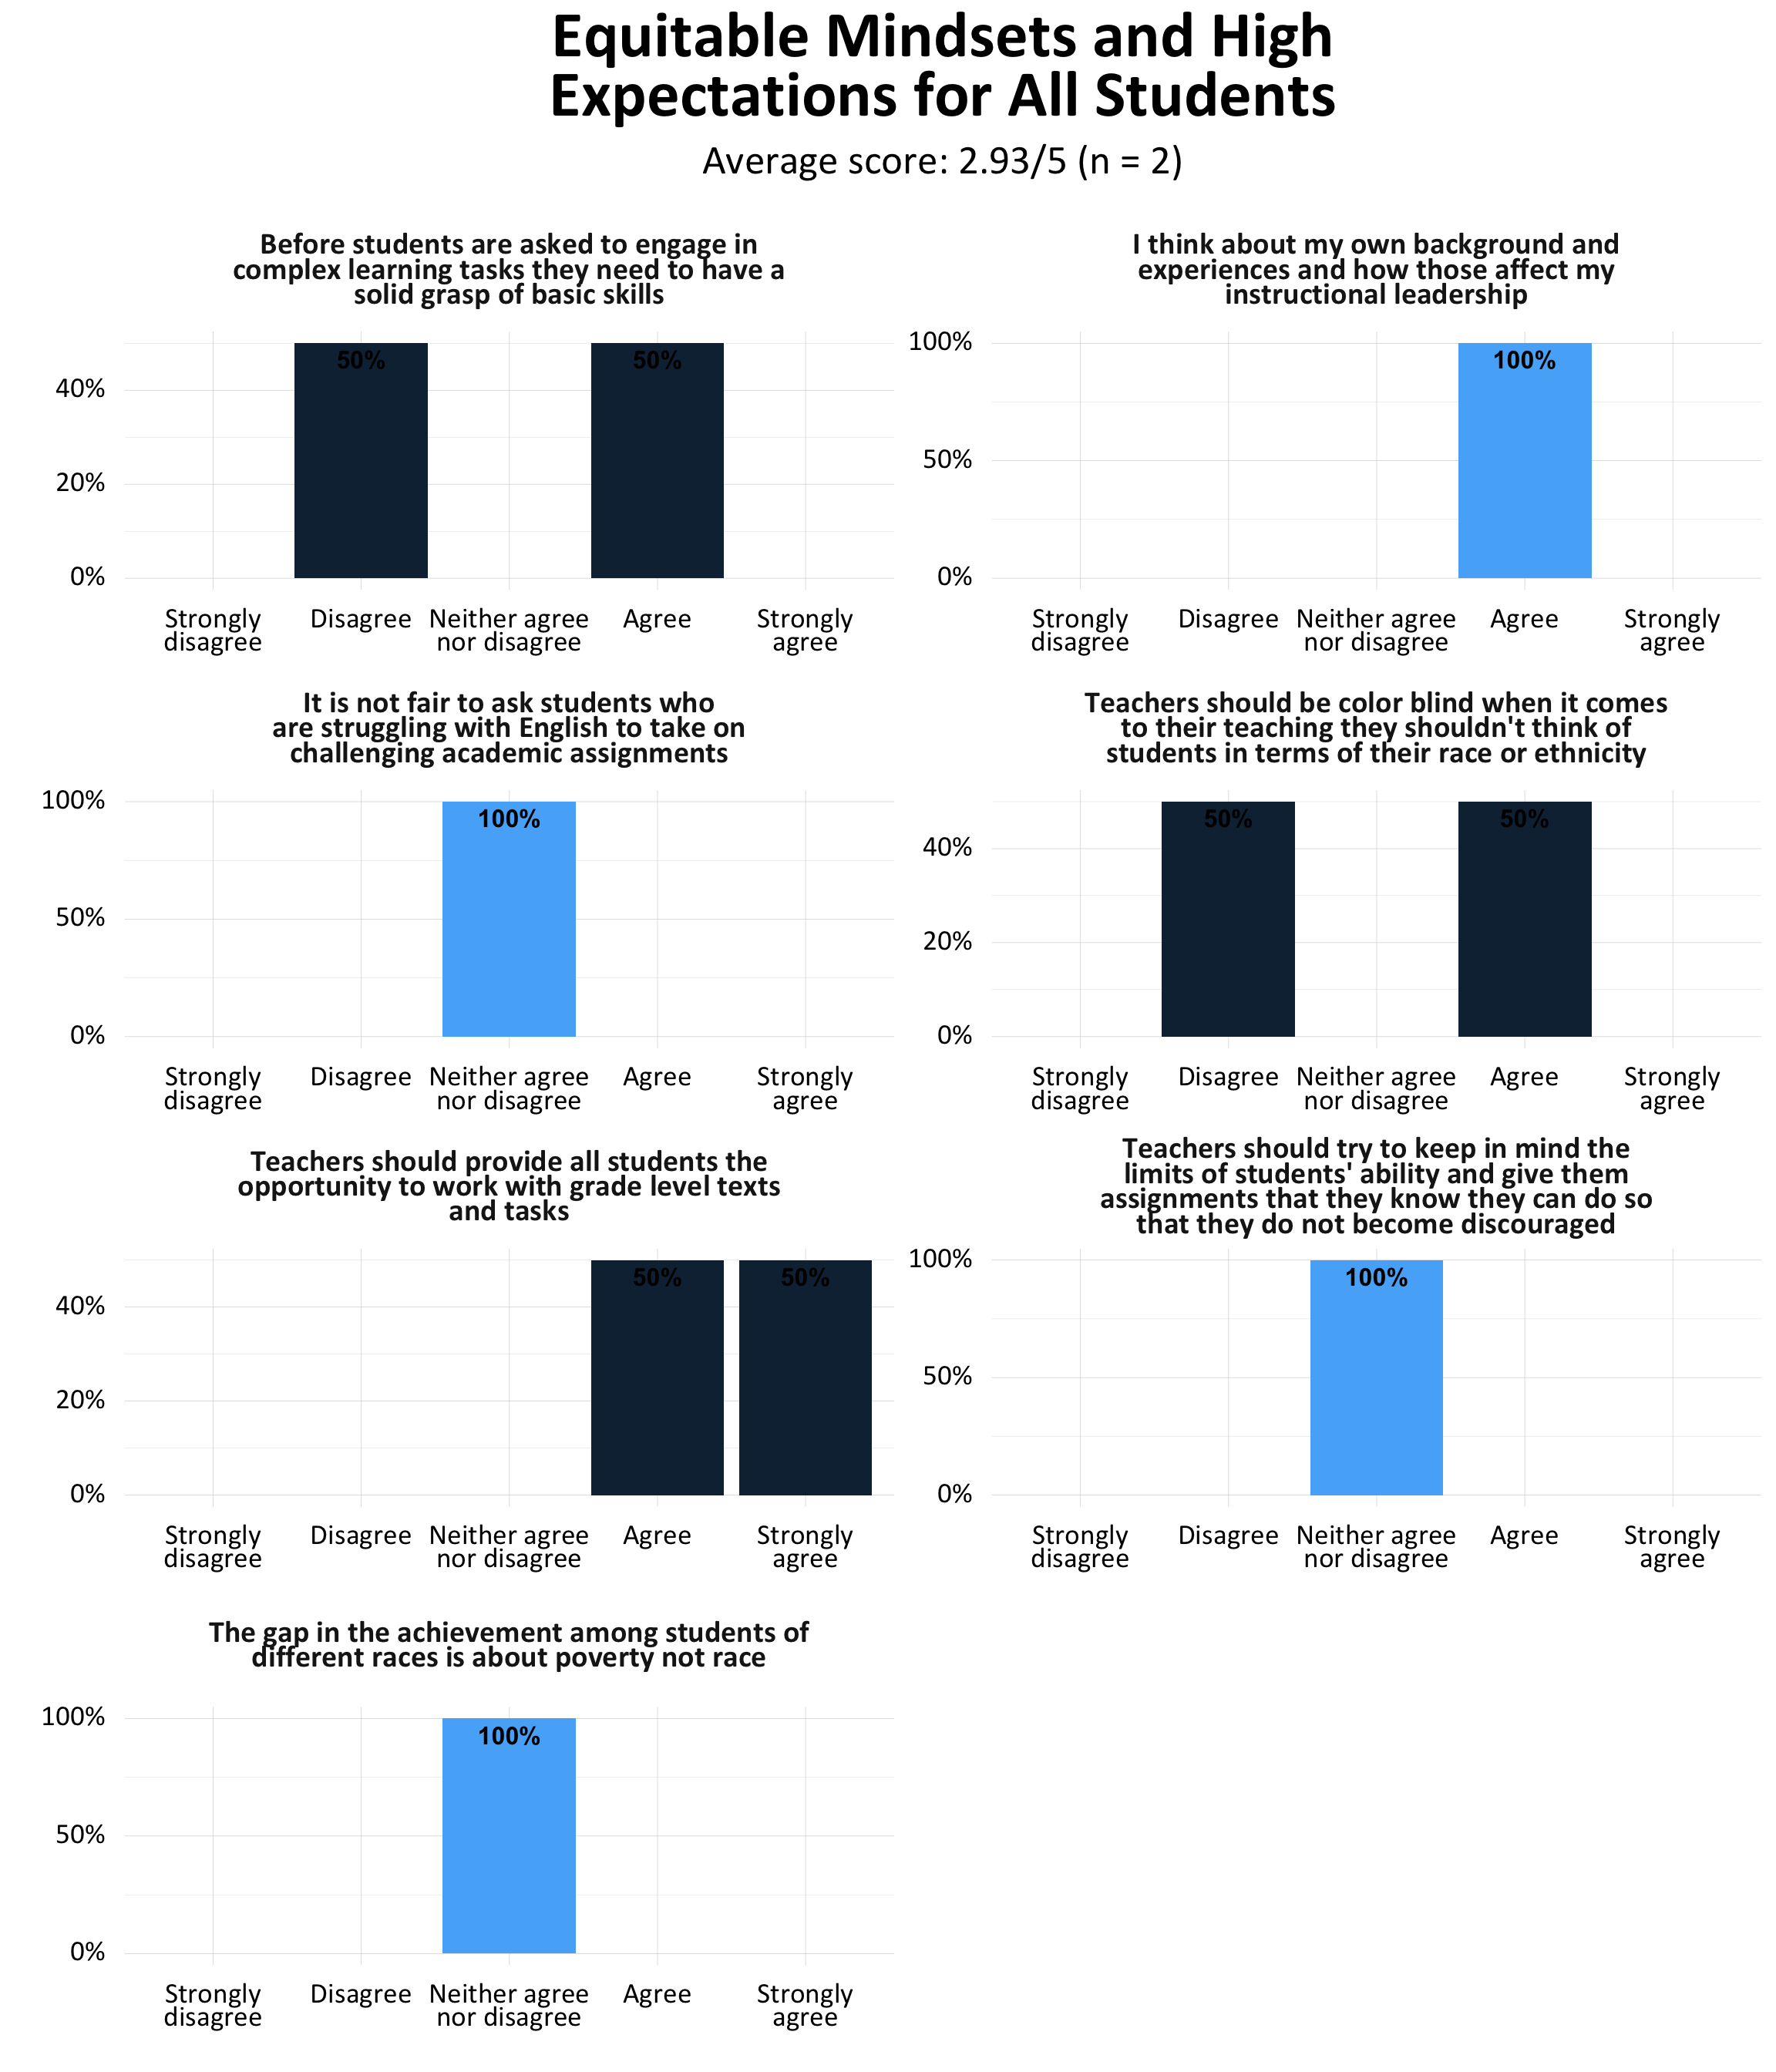 Equitable Mindsets and High
Expectations for All Students
Average score: 2.93/5 (n = 2)
Before students are asked to engage in
complex learning tasks they need to have a
solid grasp of basic skills
50%
50%
40%
20%
0%
Strongly
disagree
Disagree
Neither agree
nor disagree
Agree
Strongly
agree
I think about my own background and
experiences and how those affect my
instructional leadership
100%
100%
50%
0%
Strongly
disagree
Disagree
Neither agree
nor disagree
Agree
Strongly
agree
It is not fair to ask students who
are struggling with English to take on
challenging academic assignments
100%
100%
50%
0%
Strongly
disagree
Disagree
Neither agree
nor disagree
Agree
Strongly
agree
Teachers should be color blind when it comes
to their teaching they shouldn't think of
students in terms of their race or ethnicity
50%
50%
40%
20%
0%
Strongly
disagree
Disagree
Neither agree
nor disagree
Agree
Strongly
agree
Teachers should provide all students the
opportunity to work with grade level texts
and tasks
50%
50%
40%
20%
0%
Strongly
disagree
Disagree
Neither agree
nor disagree
Agree
Strongly
agree
Teachers should try to keep in mind the
limits of students' ability and give them
assignments that they know they can do so
that they do not become discouraged
100%
100%
50%
0%
Strongly
disagree
Disagree
Neither agree
nor disagree
Agree
Strongly
agree
The gap in the achievement among students of
different races is about poverty not race
100%
100%
50%
0%
Strongly
disagree
Disagree
Neither agree
nor disagree
Agree
Strongly
agree